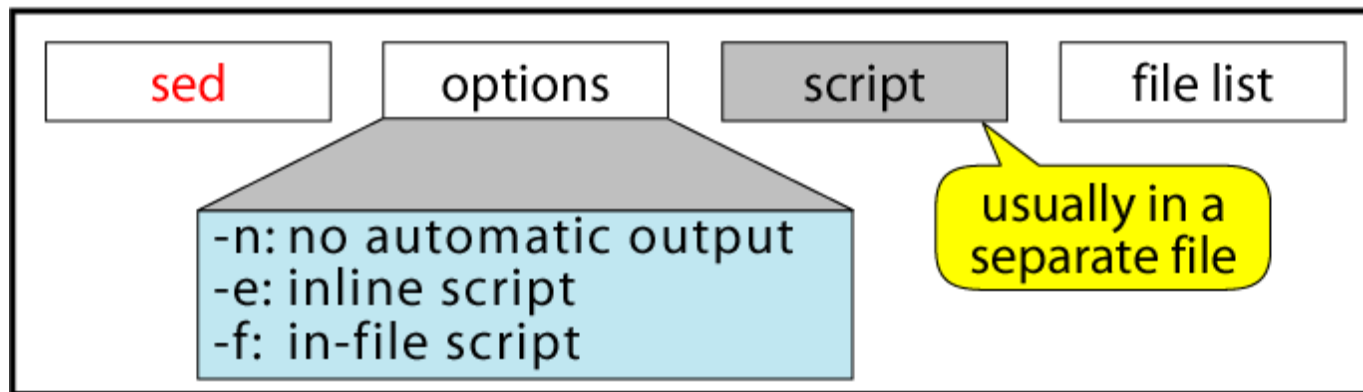 sed options script file list
usually in a
separate file
-n: no automatic output
-e: inline script
-f: in-file script